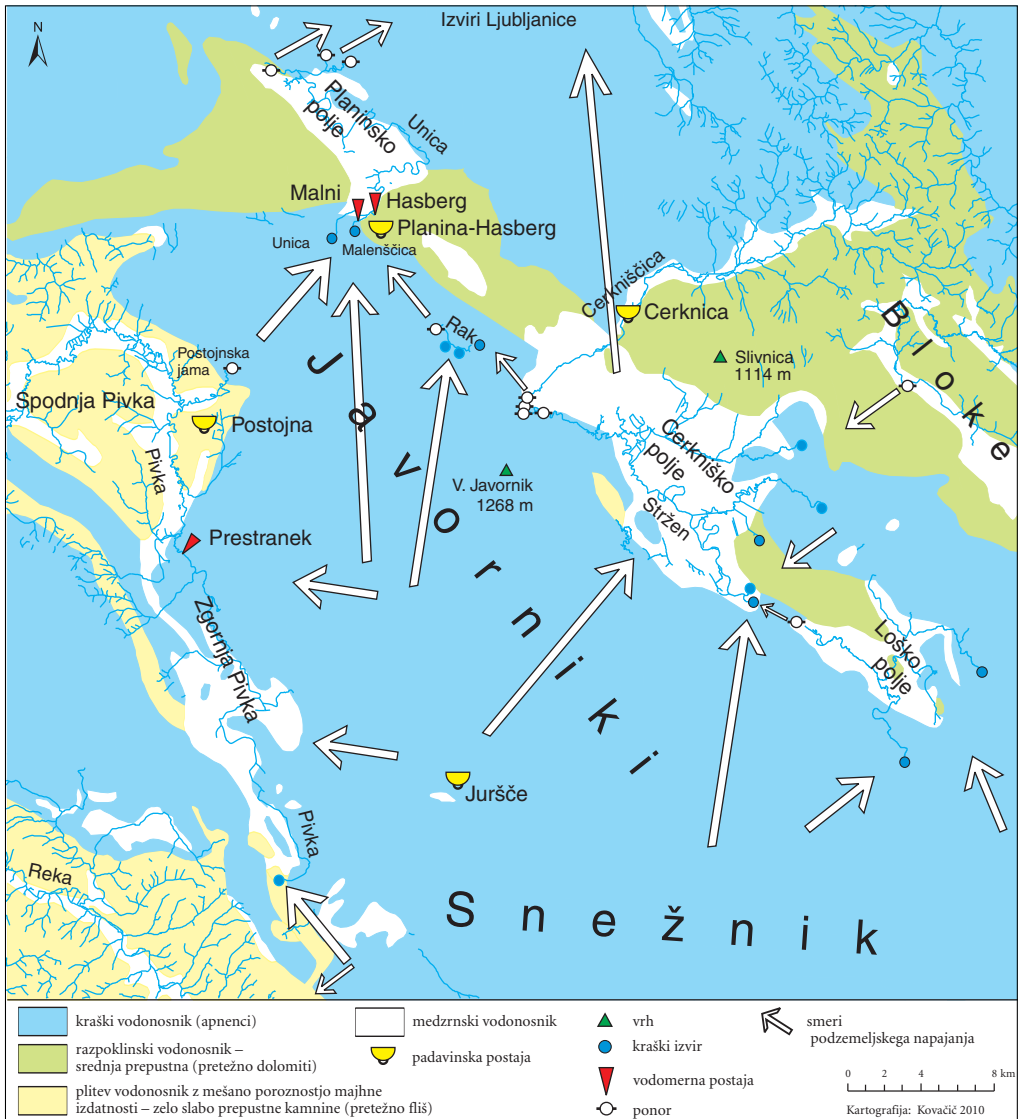 N
Izviri Ljubljanice
Planinsko
polje
Unica
Malni
Hasberg
Planina-Hasberg
Unica
Malenščica
Cerkniščica
Cerknica
Rak
Slivnica
1114 m
Bloke
Postojnska
jama
Spodnja Pivka
Postojna
Pivka
Javorniki
V. Javornik
1268 m
Cerkniško
polje
Stržen
Prestranek
Zgornja Pivka
Loško
polje
Juršče
Pivka
Reka
Snežnik
kraški vodonosnik (apnenci)
razpoklinski vodonosnik –
srednja prepustna (pretežno dolomiti)
plitev vodonosnik z mešano poroznostjo majhne
izdatnosti – zelo slabo prepustne kamnine (pretežno fliš)
medzrnski vodonosnik
padavinska postaja
vrh
kraški izvir
vodomerna postaja
ponor
smeri
podzemeljskega napajanja
0 2 4 8 km
Kartografija: Kovačič 2010